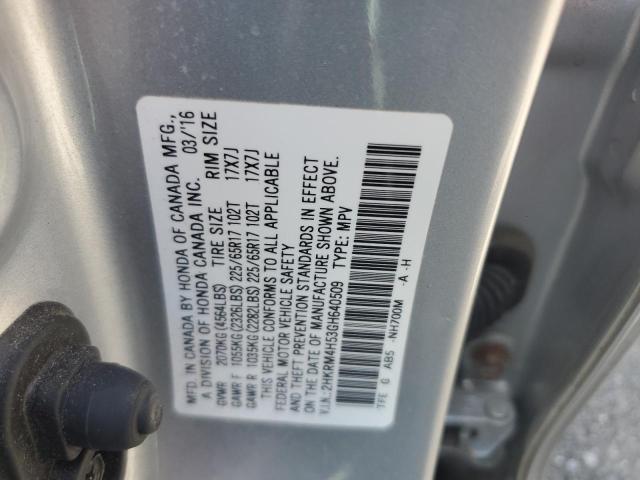 MFD. IN CANADA BY HONDA OF CANADA MFG.,
A DIVISION OF HONDA CANADA INC. 03/'16
GVWR 2070KG (4564LBS) TIRE SIZE RIM SIZE
GAWR F 1055KG(2326LBS) 225/65R17 102T 17X7J
GAWR R 1035KG(2282LBS) 225/65R17 102T 17X7J
THIS VEHICLE CONFORMS TO ALL APPLICABLE
FEDERAL MOTOR VEHICLE SAFETY
AND THEFT PREVENTION STANDARDS IN EFFECT
ON THE DATE OF MANUFACTURE SHOWN ABOVE.
V.I.N.: 2HKRM4H53GH640509 TYPE: MPV
TFE G AB5 NH700M -A-H